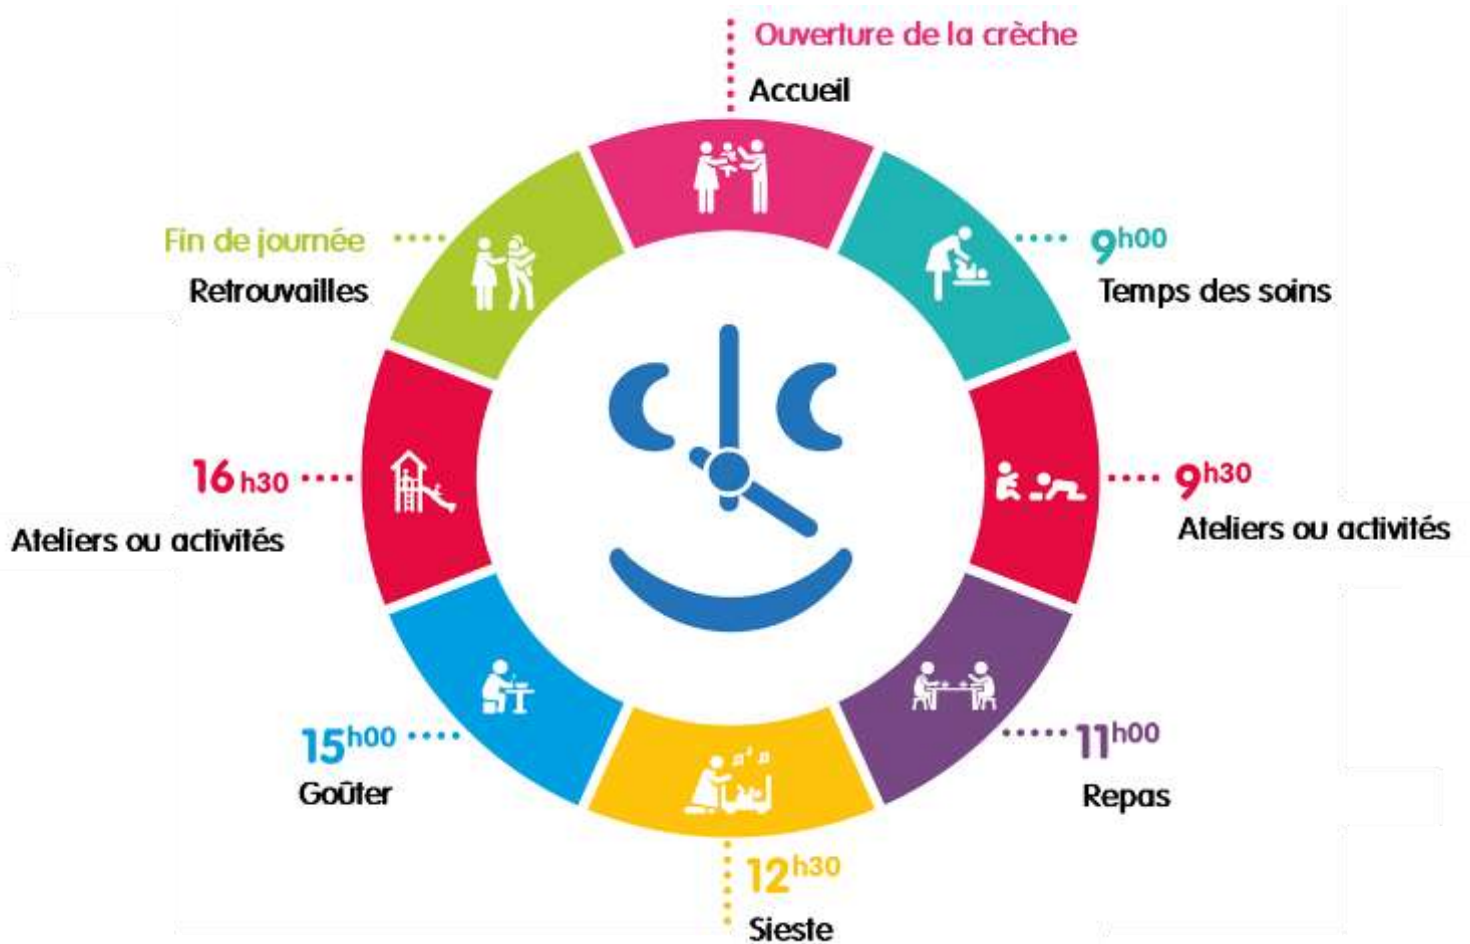 Ouverture de la crèche
Accueil
9h00
Temps des soins
9h30
Ateliers ou activités
11h00
Repas
12h30
Sieste
15h00
Goûter
16h30
Ateliers ou activités
Fin de journée
Retrouvailles